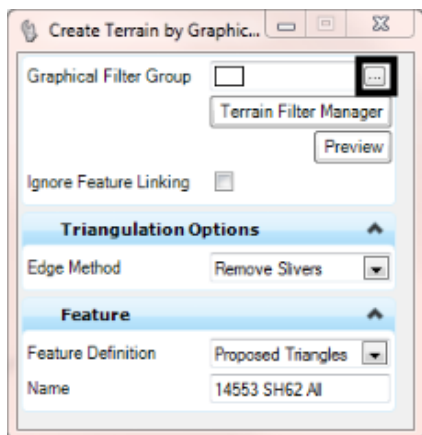 Create Terrain by Graphic...
Graphical Filter Group ...
Terrain Filter Manager
Preview
Ignore Feature Linking
Triangulation Options
Edge Method Remove Slivers
Feature
Feature Definition Proposed Triangles
Name 14553 SH62 All